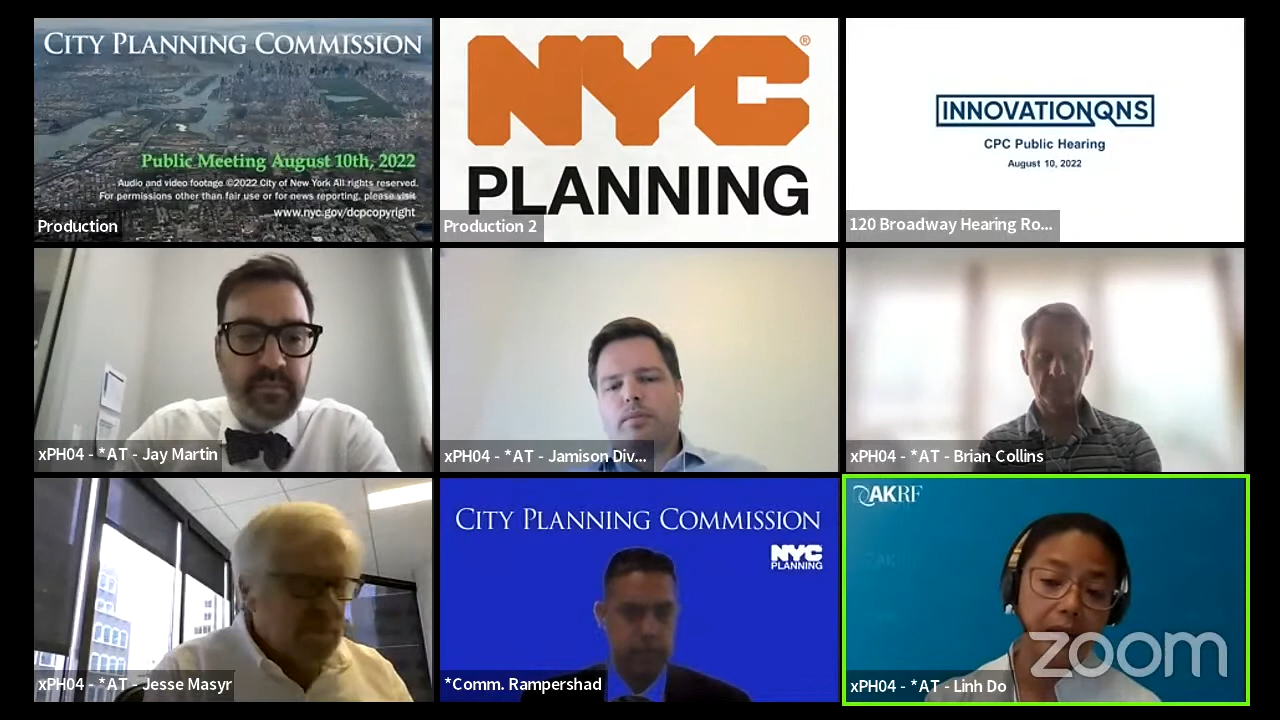 CITY PLANNING COMMISSION
Public Meeting August 10th, 2022
Audio and video footage ©2022 City of New York All rights reserved.
For permissions other than fair use or for news reporting, please visit
www.nyc.gov/dcpcopyright
Production
NYC®
PLANNING
Production 2
INNOVATIONQNS
CPC Public Hearing
August 10, 2022
120 Broadway Hearing Ro...
xPH04 - *AT - Jay Martin
xPH04 - *AT - Jamison Div...
xPH04 - *AT - Brian Collins
xPH04 - *AT - Jesse Masyr
CITY PLANNING COMMISSION
NYC
PLANNING
*Comm. Rampershad
AKRF
zoom
xPH04 - *AT - Linh Do